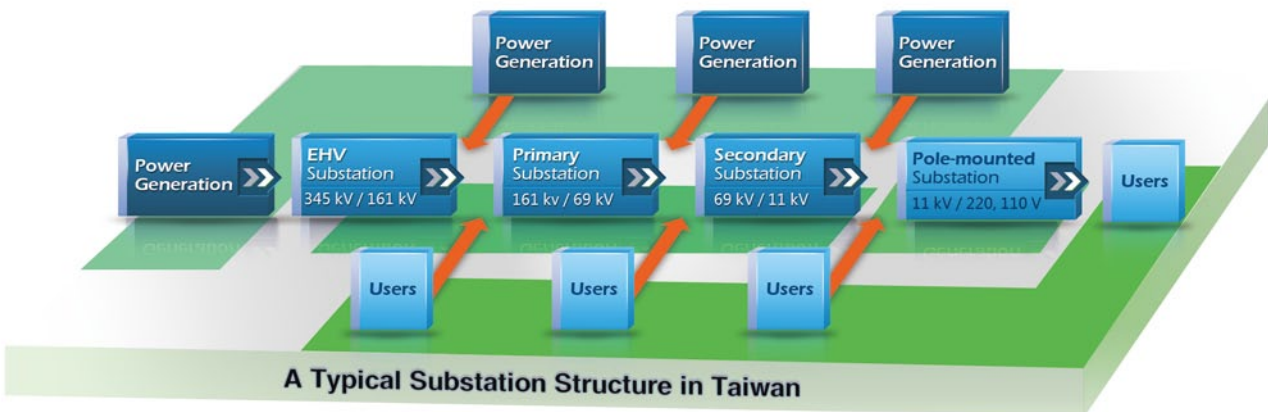 Power
Generation
Power
Generation
Power
Generation
Power
Generation
EHV
Substation
345 kV / 161 kV
Primary
Substation
161 kv / 69 kV
Secondary
Substation
69 kV / 11 kV
Pole-mounted
Substation
11 kV / 220, 110 V
Users
Users
Users
Users
A Typical Substation Structure in Taiwan